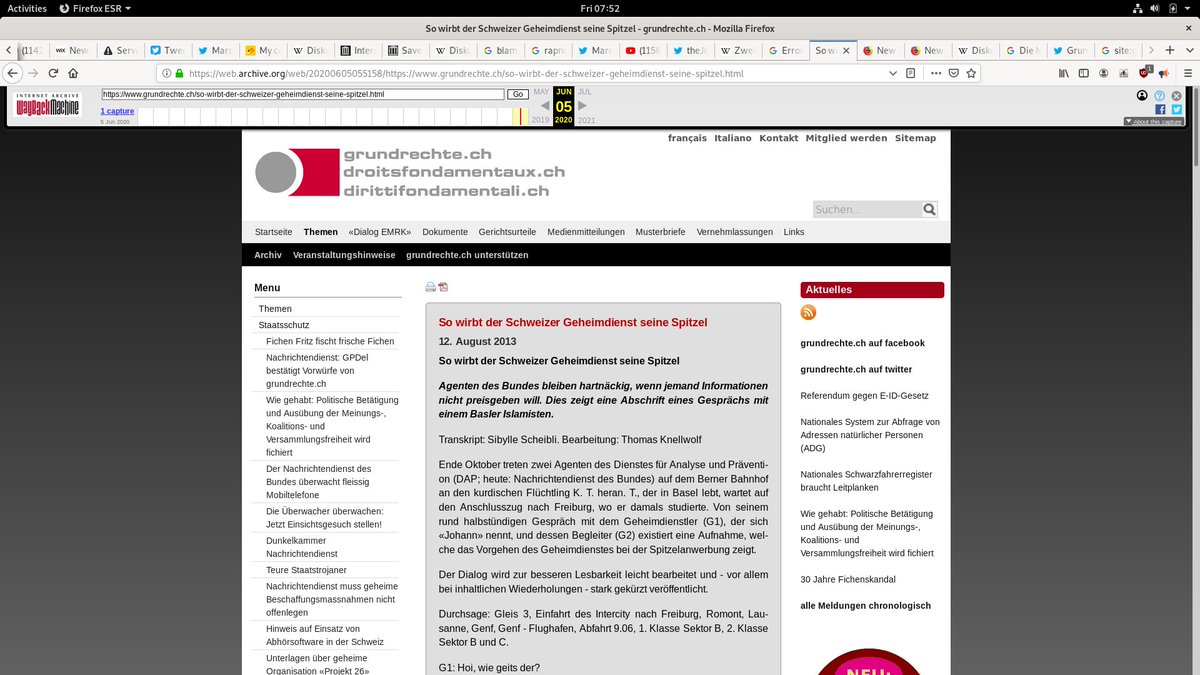 Activities Firefox ESR Fri 07:52
So wirbt der Schweizer Geheimdienst seine Spitzel - grundrechte.ch - Mozilla Firefox
(114: New Serve Twee Marc My co Disk Inter Save Disk blam rapr Marc (1158 theJu Zwe Erro So wi New New Disk Die M Grun sites
https://web.archive.org/web/20200605055158/https://www.grundrechte.ch/so-wirbt-der-schweizer-geheimdienst-seine-spitzel.html
INTERNET ARCHIVE
WayBackMachine
https://www.grundrechte.ch/so-wirbt-der-schweizer-geheimdienst-seine-spitzel.html Go MAY JUN JUL
1 capture
5 Jun 2020
05
2019 2020 2021
About this capture
français Italiano Kontakt Mitglied werden Sitemap
grundrechte.ch
droitsfondamentaux.ch
dirittifondamentali.ch
Suchen...
Startseite Themen «Dialog EMRK» Dokumente Gerichtsurteile Medienmitteilungen Musterbriefe Vernehmlassungen Links
Archiv Veranstaltungshinweise grundrechte.ch unterstützen
Menu
Themen
Staatsschutz
Fichen Fritz fischt frische Fichen
Nachrichtendienst: GPDel
bestätigt Vorwürfe von
grundrechte.ch
Wie gehabt: Politische Betätigung
und Ausübung der Meinungs-,
Koalitions- und
Versammlungsfreiheit wird
fichiert
Der Nachrichtendienst des
Bundes überwacht fleissig
Mobiltelefone
Die Überwacher überwachen:
Jetzt Einsichtsgesuch stellen!
Dunkelkammer
Nachrichtendienst
Teure Staatstrojaner
Nachrichtendienst muss geheime
Beschaffungsmassnahmen nicht
offenlegen
Hinweis auf Einsatz von
Abhörsoftware in der Schweiz
Unterlagen über geheime
Organisation «Projekt 26»
So wirbt der Schweizer Geheimdienst seine Spitzel
12. August 2013
So wirbt der Schweizer Geheimdienst seine Spitzel
Agenten des Bundes bleiben hartnäckig, wenn jemand Informationen
nicht preisgeben will. Dies zeigt eine Abschrift eines Gesprächs mit
einem Basler Islamisten.
Transkript: Sibylle Scheibli. Bearbeitung: Thomas Knellwolf
Ende Oktober treten zwei Agenten des Dienstes für Analyse und Präventi-
on (DAP; heute: Nachrichtendienst des Bundes) auf dem Berner Bahnhof
an den kurdischen Flüchtling K. T. heran. T., der in Basel lebt, wartet auf
den Anschlusszug nach Freiburg, wo er damals studierte. Von seinem
rund halbstündigen Gespräch mit dem Geheimdienstler (G1), der sich
«Johann» nennt, und dessen Begleiter (G2) existiert eine Aufnahme, wel-
che das Vorgehen des Geheimdienstes bei der Spitzelanwerbung zeigt.
Der Dialog wird zur besseren Lesbarkeit leicht bearbeitet und - vor allem
bei inhaltlichen Wiederholungen - stark gekürzt veröffentlicht.
Durchsage: Gleis 3, Einfahrt des Intercity nach Freiburg, Romont, Lau-
sanne, Genf, Genf - Flughafen, Abfahrt 9.06, 1. Klasse Sektor B, 2. Klasse
Sektor B und C.
G1: Hoi, wie geits der?
Aktuelles
grundrechte.ch auf facebook
grundrechte.ch auf twitter
Referendum gegen E-ID-Gesetz
Nationales System zur Abfrage von
Adressen natürlicher Personen
(ADG)
Nationales Schwarzfahrerregister
braucht Leitplanken
Wie gehabt: Politische Betätigung
und Ausübung der Meinungs-,
Koalitions- und
Versammlungsfreiheit wird fichiert
30 Jahre Fichenskandal
alle Meldungen chronologisch
NEU: